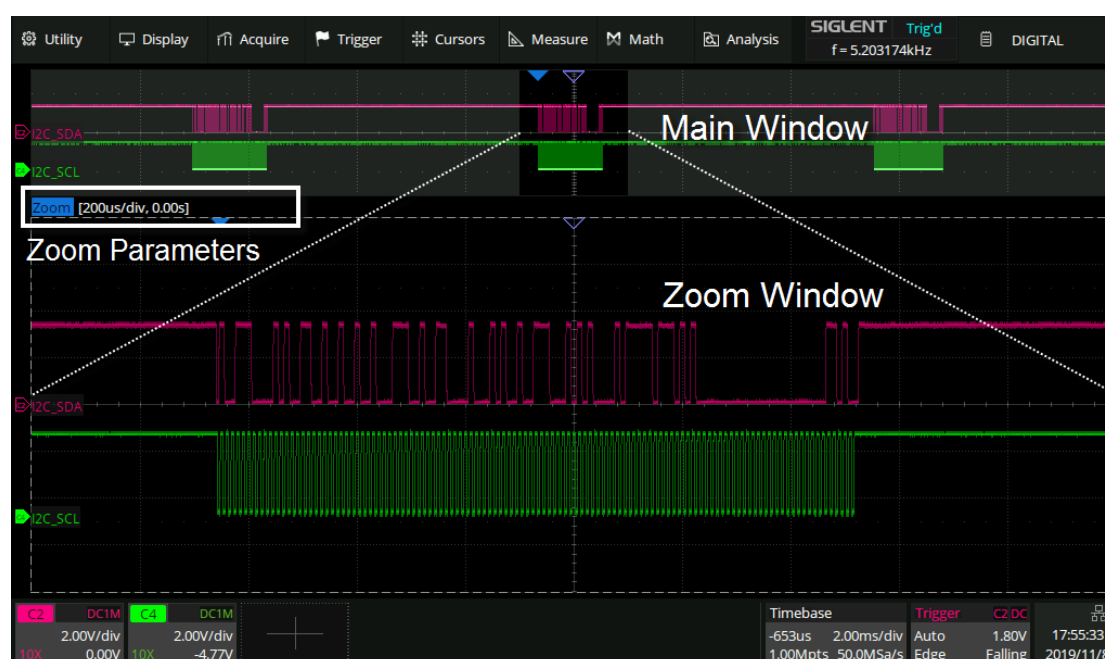 Utility Display Acquire Trigger Cursors Measure Math Analysis SIGLENT Trig'd DIGITAL
f = 5.203174kHz
I2C_SDA
Main Window
I2C_SCL
Zoom [200us/div, 0.00s]
Zoom Parameters
Zoom Window
I2C_SDA
I2C_SCL
C2 DC1M C4 DC1M Timebase Trigger C2 DC
2.00V/div 2.00V/div -653us 2.00ms/div Auto 1.80V 17:55:33
10X 0.00V 10X -4.77V 1.00Mpts 50.0MSa/s Edge Falling 2019/11/8